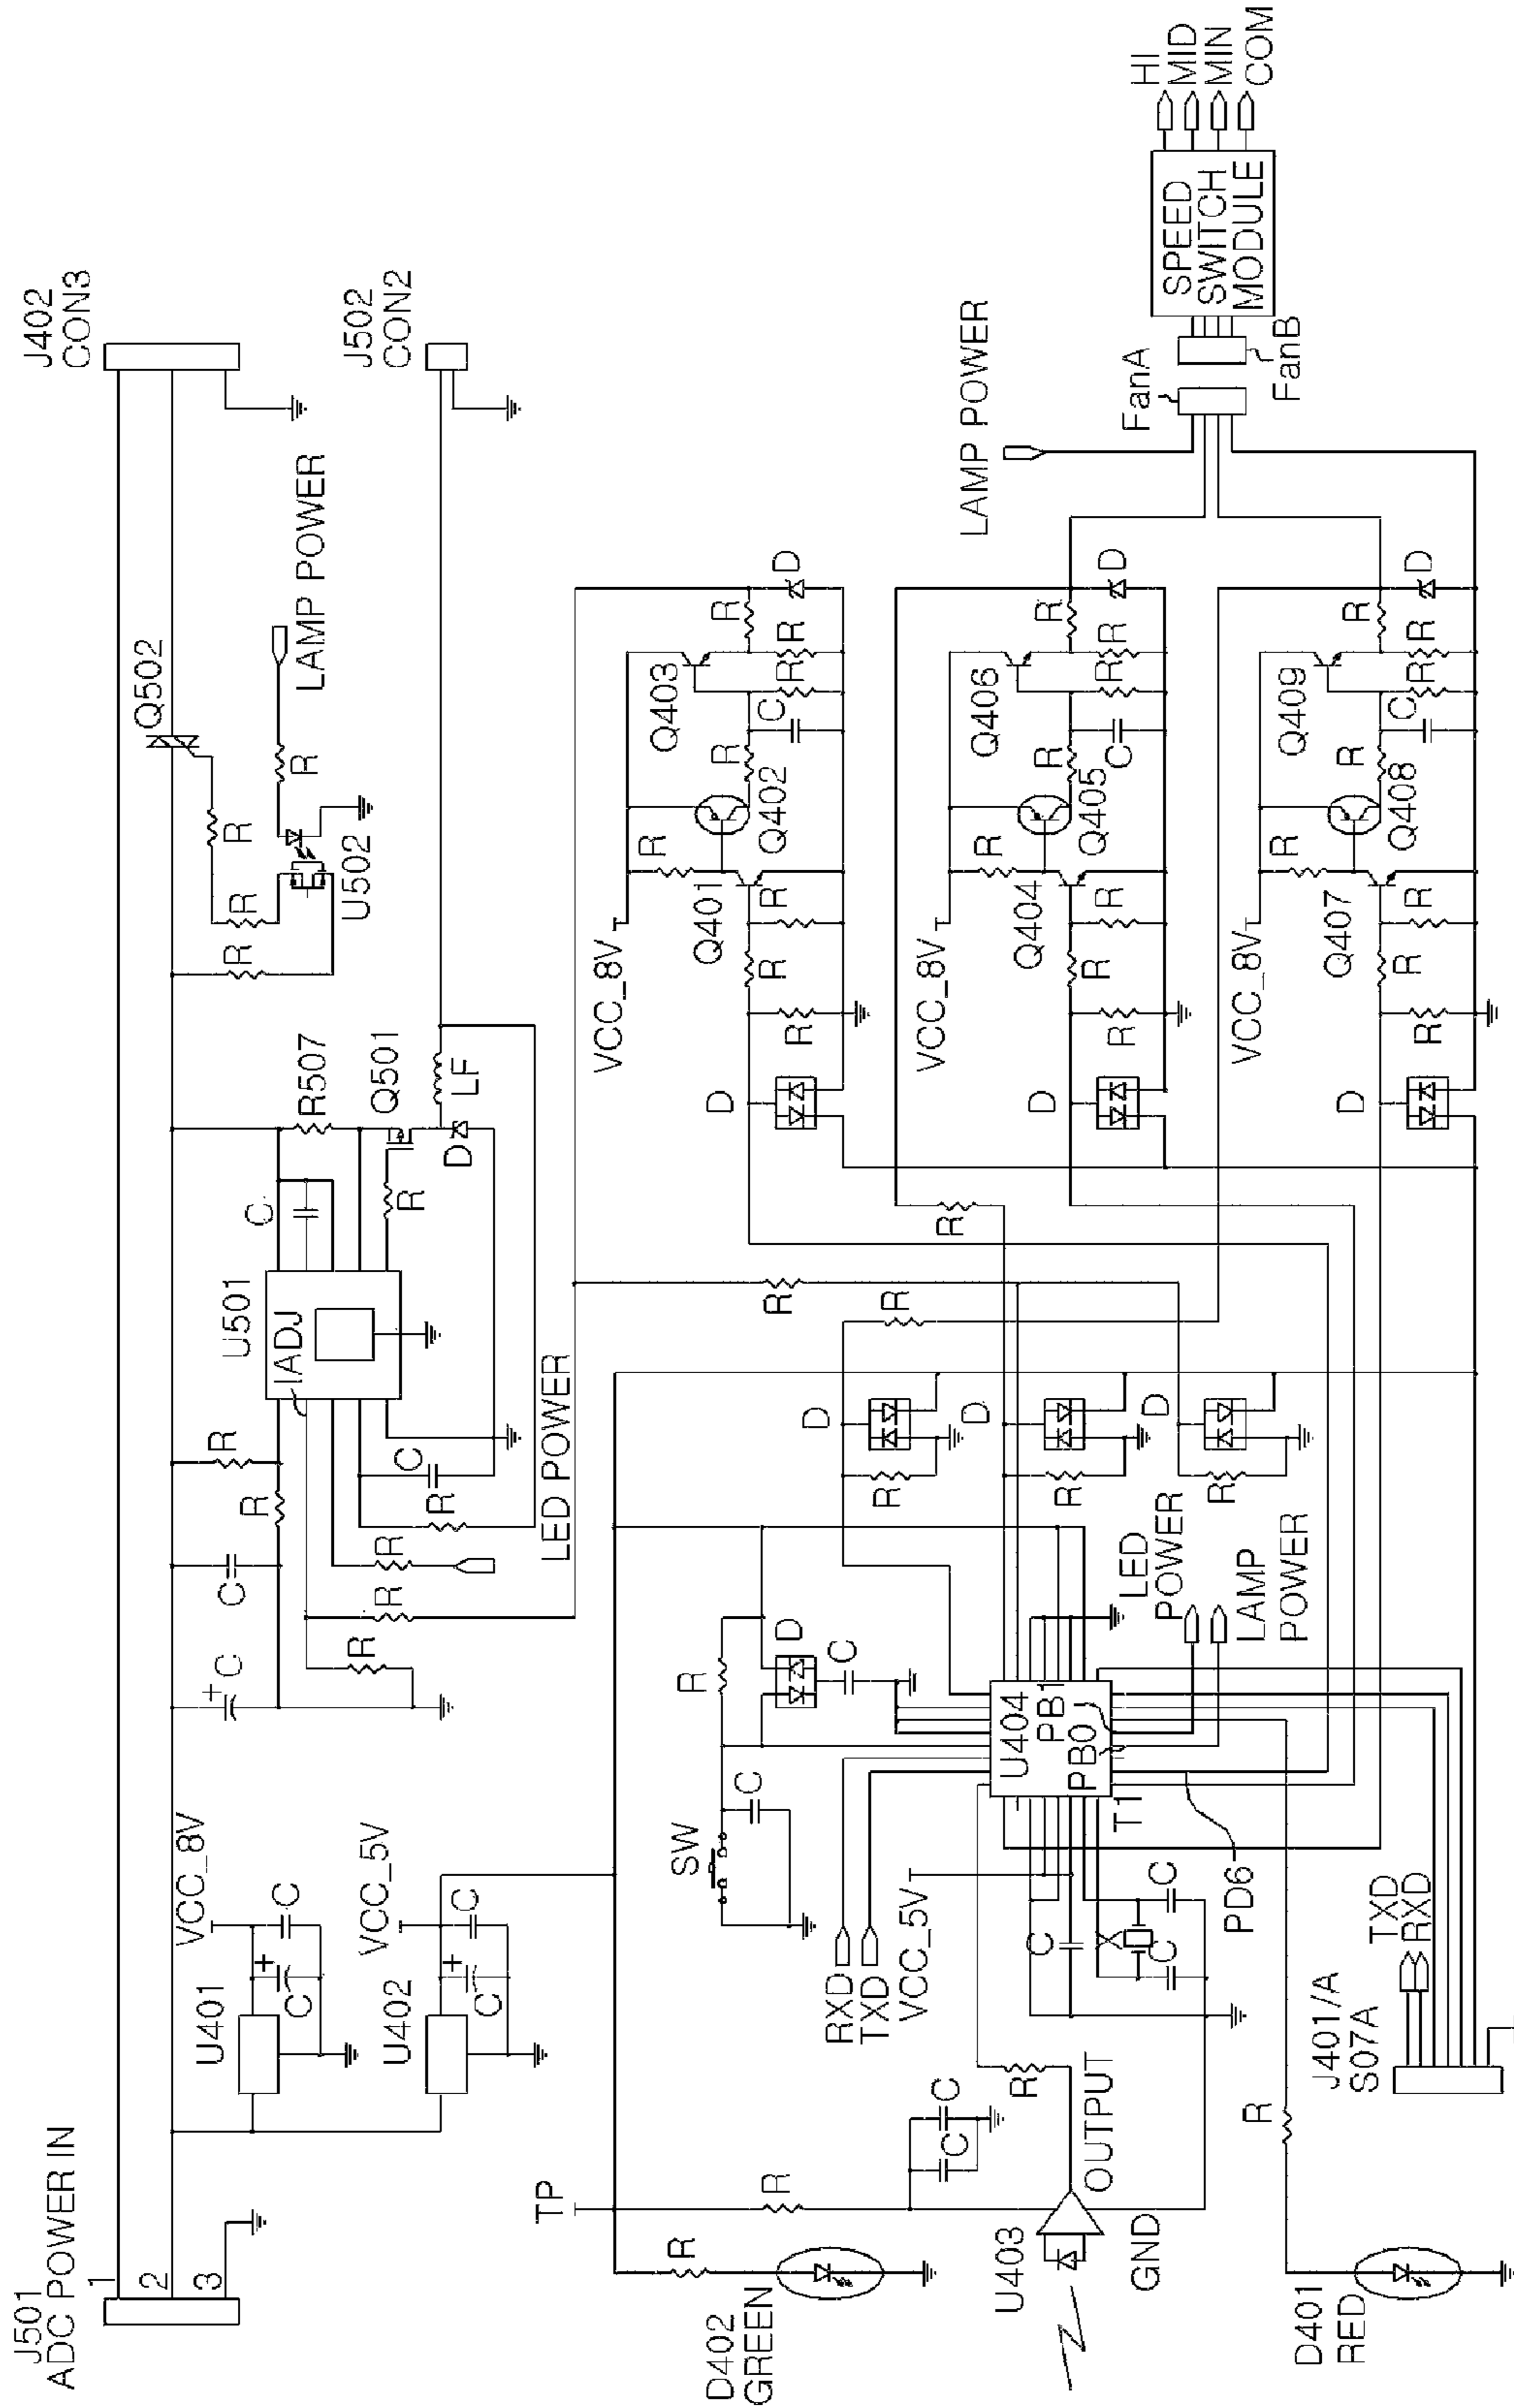 J501
ADC POWER IN
1
2
3
U401
VCC_8V
+
C
C
U402
VCC_5V
+
C
C
+
C
C
R
R
R
R
R
R
C
LED POWER
U501
IADJ
C
R507
Q501
R
D
LF
R
R
R
U502
Q502
R
LAMP POWER
J402
CON3
J502
CON2
TP
R
R
D402
GREEN
C
C
U403
OUTPUT
GND
R
RXD
TXD
VCC_5V
SW
C
R
D
C
C
X
C
C
U404
PB1
PB0
T1
PD6
LED
POWER
LAMP
POWER
D
R
D
R
D
R
R
R
R
VCC_8V
D
R
R
R
R
Q401
Q402
R
C
Q403
R
R
R
D
VCC_8V
D
R
R
R
R
Q404
Q405
R
C
Q406
R
R
R
D
VCC_8V
D
R
R
R
R
Q407
Q408
R
C
Q409
R
R
R
D
LAMP POWER
FanA
FanB
SPEED
SWITCH
MODULE
HI
MID
MIN
COM
D401
RED
R
J401/A
S07A
TXD
RXD